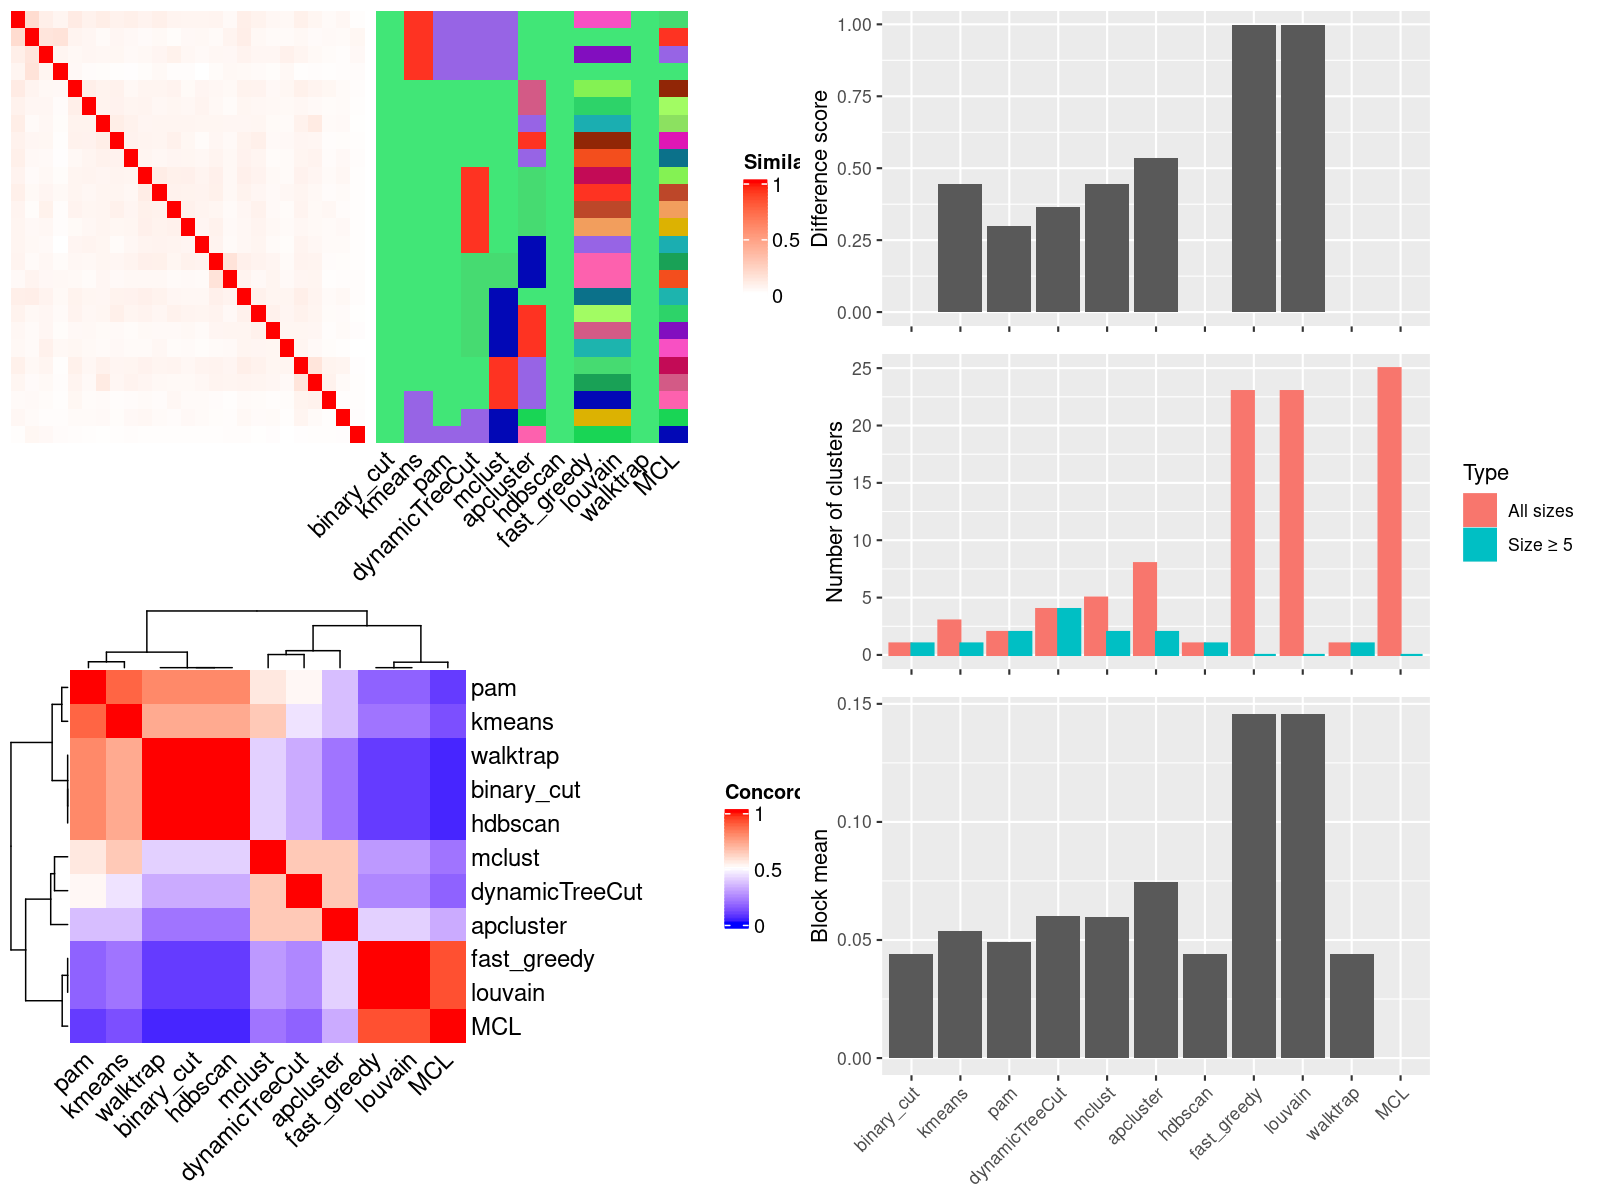 Simila
1
0.5
0
binary_cut
kmeans
pam
dynamicTreeCut
mclust
apcluster
hdbscan
fast_greedy
louvain
walktrap
MCL
pam
kmeans
walktrap
binary_cut
hdbscan
mclust
dynamicTreeCut
apcluster
fast_greedy
louvain
MCL
pam
kmeans
walktrap
binary_cut
hdbscan
mclust
dynamicTreeCut
apcluster
fast_greedy
louvain
MCL
Concord
1
0.5
0
Difference score
1.00
0.75
0.50
0.25
0.00
Number of clusters
25
20
15
10
5
0
Type
All sizes
Size ≥ 5
Block mean
0.15
0.10
0.05
0.00
binary_cut
kmeans
pam
dynamicTreeCut
mclust
apcluster
hdbscan
fast_greedy
louvain
walktrap
MCL